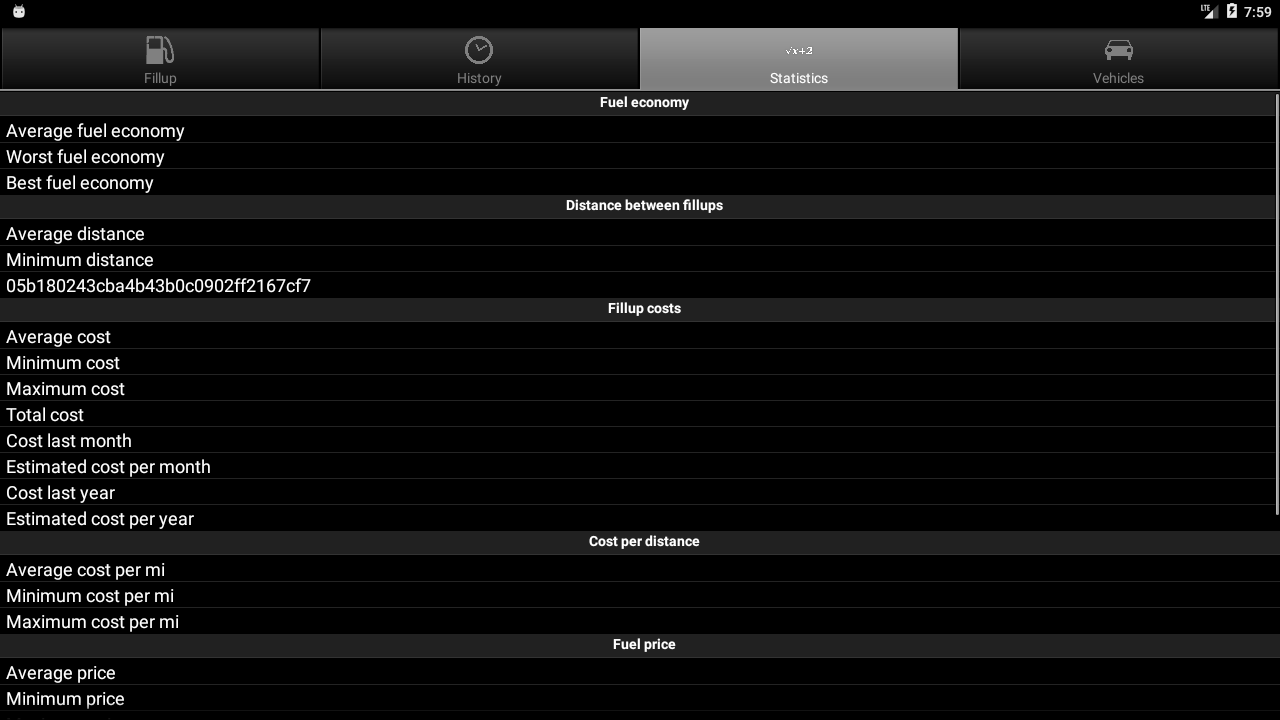 LTE 7:59
Fillup
History
√x+2
Statistics
Vehicles
Fuel economy
Average fuel economy
Worst fuel economy
Best fuel economy
Distance between fillups
Average distance
Minimum distance
05b180243cba4b43b0c0902ff2167cf7
Fillup costs
Average cost
Minimum cost
Maximum cost
Total cost
Cost last month
Estimated cost per month
Cost last year
Estimated cost per year
Cost per distance
Average cost per mi
Minimum cost per mi
Maximum cost per mi
Fuel price
Average price
Minimum price